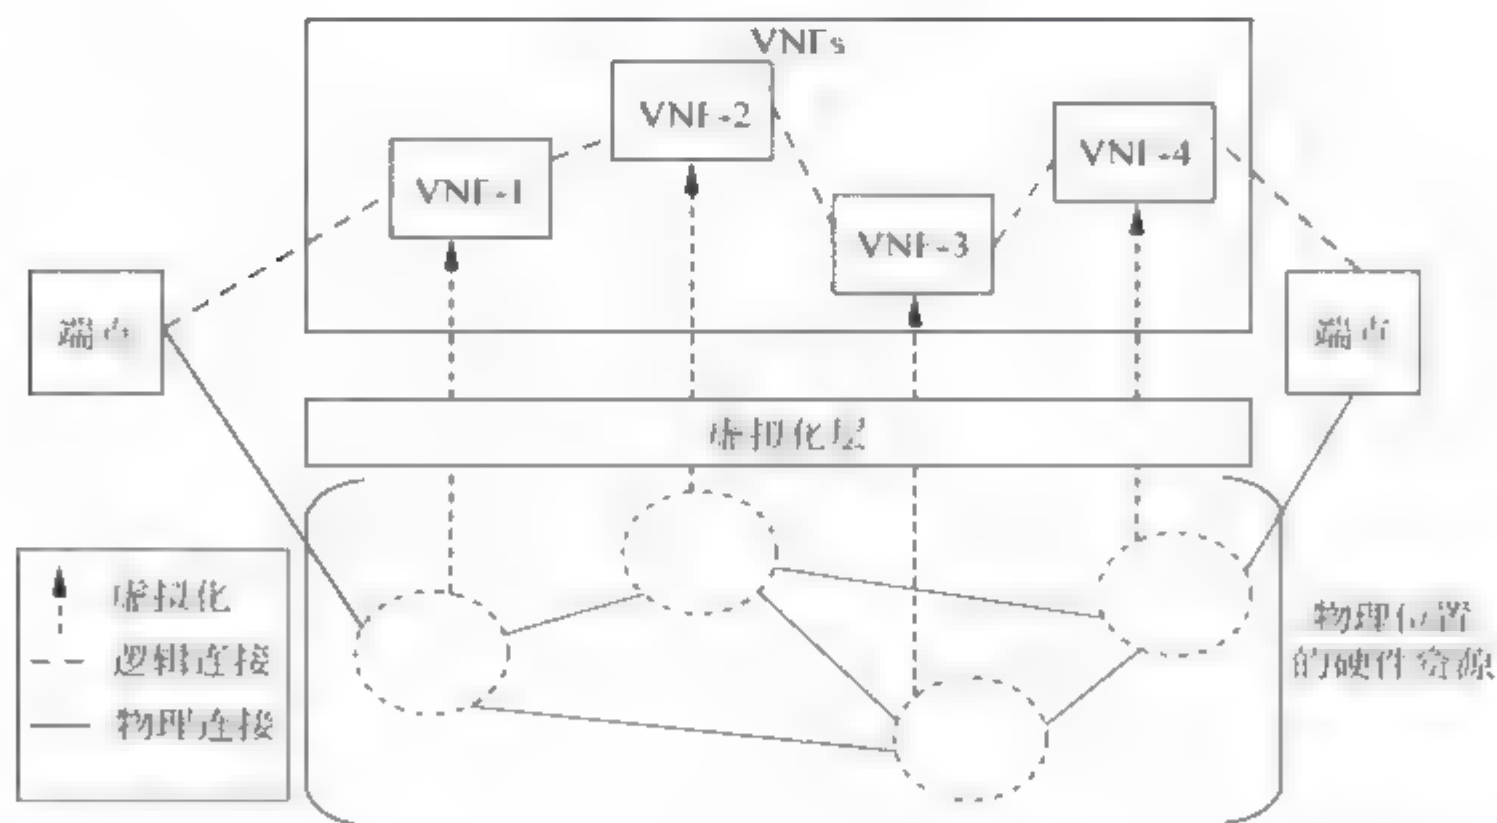 VNFs
VNF-2
VNF-4
VNF-1
VNF-3
端点
端点
虚拟化层
虚拟化
逻辑连接
物理连接
物理位置
的硬件资源